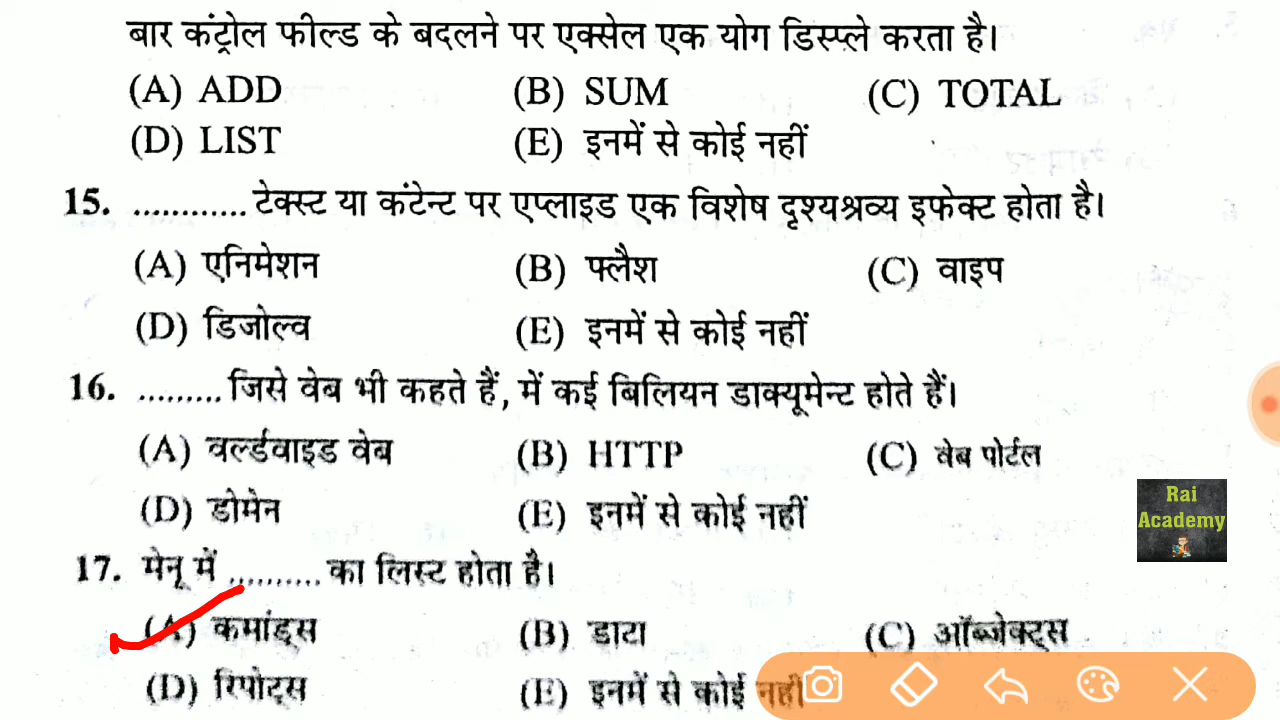 बार कंट्रोल फील्ड के बदलने पर एक्सेल एक योग डिस्प्ले करता है।
(A) ADD (B) SUM (C) TOTAL
(D) LIST (E) इनमें से कोई नहीं
15. ............ टेक्स्ट या कंटेन्ट पर एप्लाइड एक विशेष दृश्यश्रव्य इफेक्ट होता है।
(A) एनिमेशन (B) फ्लैश (C) वाइप
(D) डिजोल्व (E) इनमें से कोई नहीं
16. ......... जिसे वेब भी कहते हैं, में कई बिलियन डाक्यूमेन्ट होते हैं।
(A) वर्ल्डवाइड वेब (B) HTTP (C) वेब पोर्टल
(D) डोमेन (E) इनमें से कोई नहीं
Rai
Academy
17. मेनू में .......... का लिस्ट होता है।
(A) कमांड्स (B) डाटा (C) ऑब्जेक्ट्स
(D) रिपोर्ट्स (E) इनमें से कोई नहीं